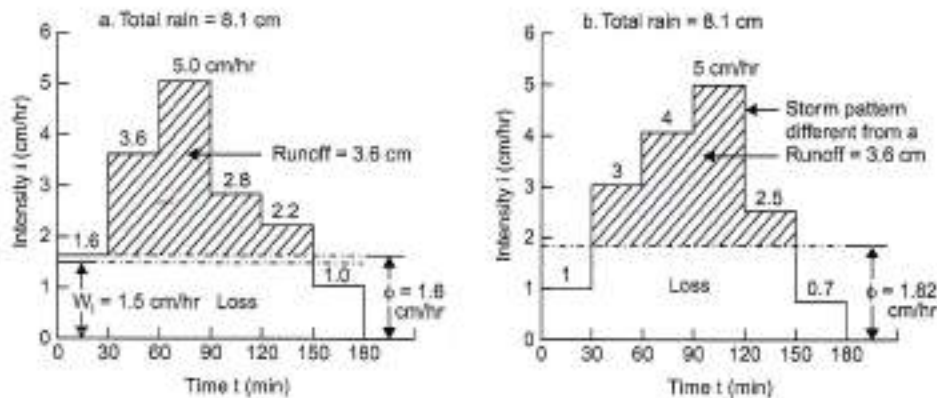 a. Total rain = 8.1 cm
Intensity i (cm/hr)
6
5
4
3
2
1
0
1.6
3.6
5.0 cm/hr
2.8
2.2
1.0
Runoff = 3.6 cm
Wi = 1.5 cm/hr
Loss
φ = 1.6
cm/hr
0 30 60 90 120 150 180
Time t (min)
b. Total rain = 8.1 cm
Intensity i (cm/hr)
6
5
4
3
2
1
0
1
3
4
5 cm/hr
2.5
0.7
Storm pattern
different from a
Runoff = 3.6 cm
Loss
φ = 1.82
cm/hr
0 30 60 90 120 150 180
Time t (min)